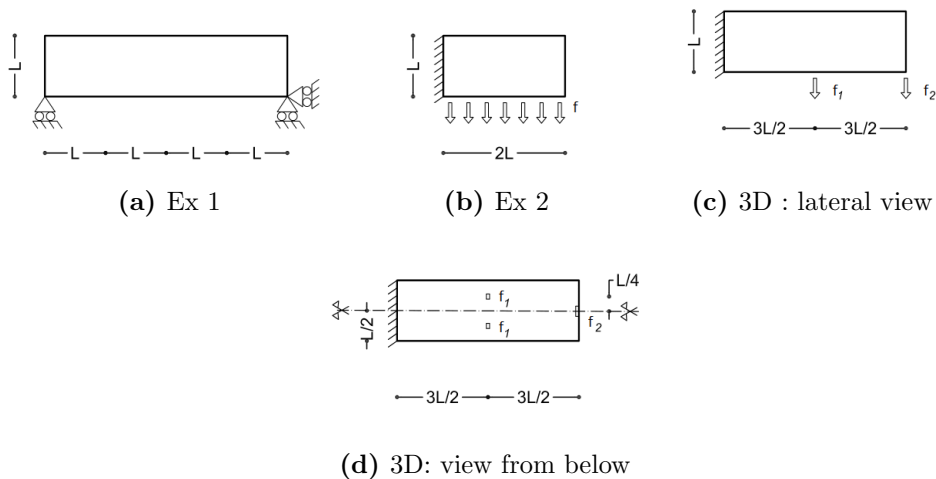 L
L L L L
(a) Ex 1
L
f
2L
(b) Ex 2
L
f1 f2
3L/2 3L/2
(c) 3D : lateral view
L/4
f1
L/2
f1
f2
3L/2 3L/2
(d) 3D: view from below